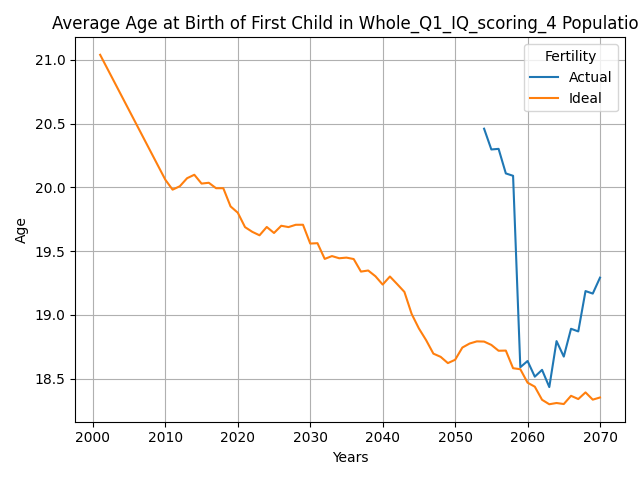 Average Age at Birth of First Child in Whole_Q1_IQ_scoring_4 Populatio
Fertility
Actual
Ideal
21.0
20.5
20.0
19.5
19.0
18.5
Age
2000 2010 2020 2030 2040 2050 2060 2070
Years